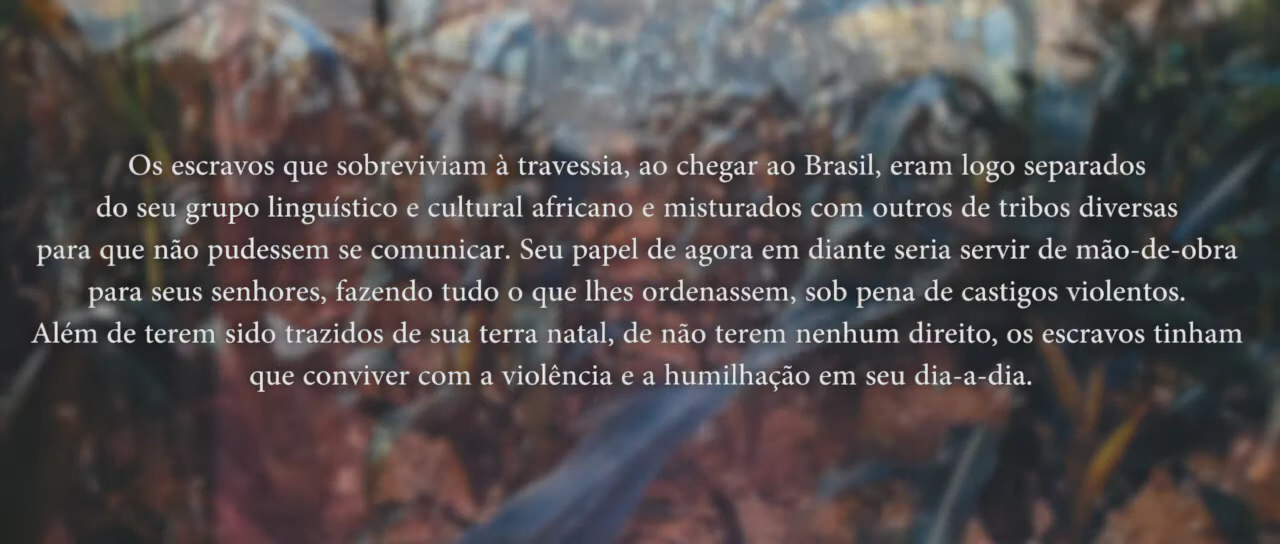 Os escravos que sobreviviam à travessia, ao chegar ao Brasil, eram logo separados
do seu grupo linguístico e cultural africano e misturados com outros de tribos diversas
para que não pudessem se comunicar. Seu papel de agora em diante seria servir de mão-de-obra
para seus senhores, fazendo tudo o que lhes ordenassem, sob pena de castigos violentos.
Além de terem sido trazidos de sua terra natal, de não terem nenhum direito, os escravos tinham
que conviver com a violência e a humilhação em seu dia-a-dia.